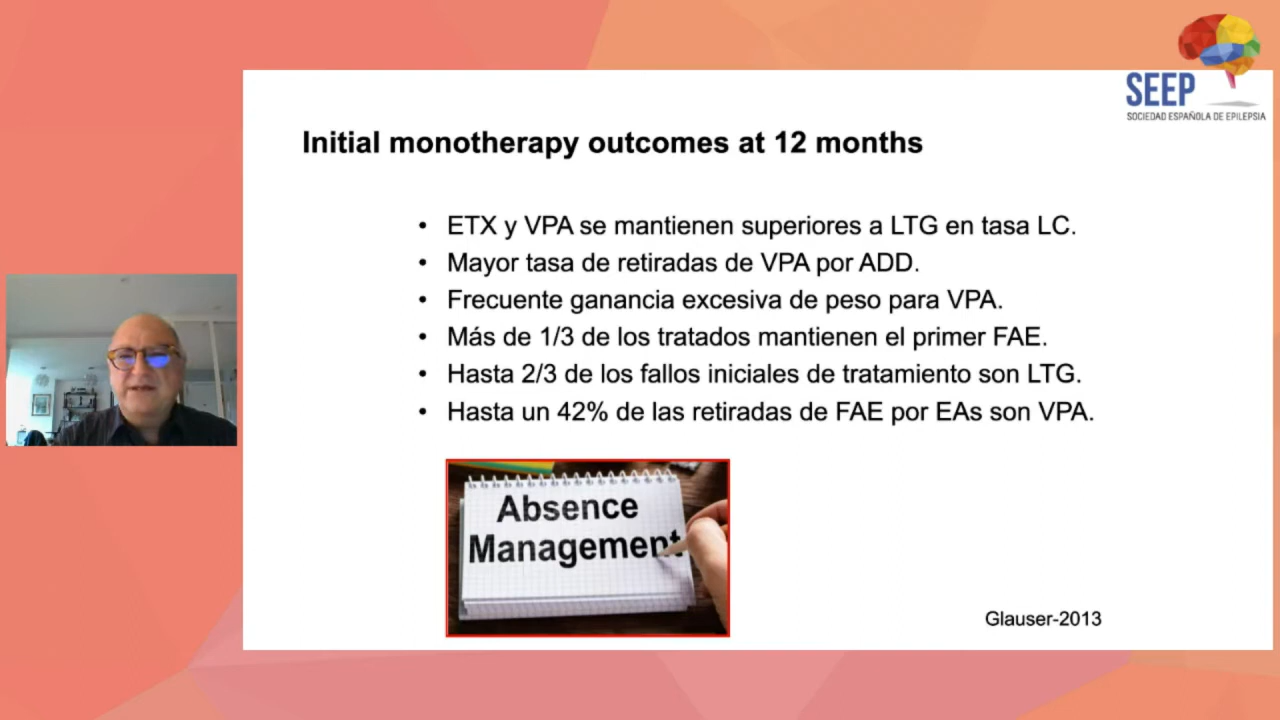 SEEP
SOCIEDAD ESPAÑOLA DE EPILEPSIA
Initial monotherapy outcomes at 12 months
• ETX y VPA se mantienen superiores a LTG en tasa LC.
• Mayor tasa de retiradas de VPA por ADD.
• Frecuente ganancia excesiva de peso para VPA.
• Más de 1/3 de los tratados mantienen el primer FAE.
• Hasta 2/3 de los fallos iniciales de tratamiento son LTG.
• Hasta un 42% de las retiradas de FAE por EAs son VPA.
Absence
Management
Glauser-2013